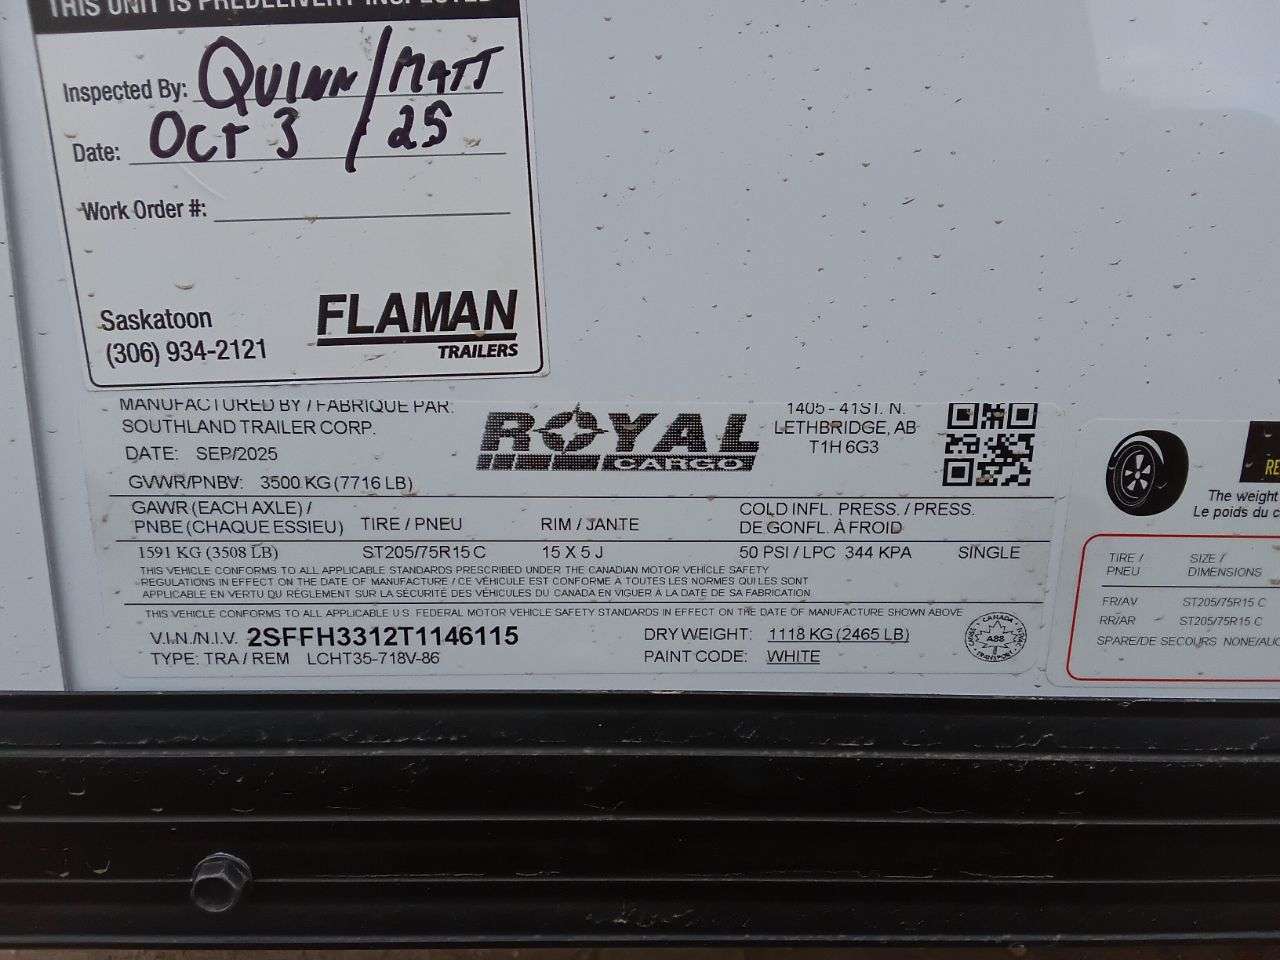 THIS UNIT IS PREDELIVERY INSPECTED
Inspected By: QUINN/MATT
Date: OCT 3 / 25
Work Order #:
Saskatoon
(306) 934-2121
FLAMAN
TRAILERS
MANUFACTURED BY / FABRIQUE PAR:
SOUTHLAND TRAILER CORP.
DATE: SEP/2025
GVWR/PNBV: 3500 KG (7716 LB)
ROYAL
CARGO
1405 - 41ST. N.
LETHBRIDGE, AB
T1H 6G3
GAWR (EACH AXLE) /
PNBE (CHAQUE ESSIEU)
TIRE / PNEU
RIM / JANTE
COLD INFL. PRESS. / PRESS.
DE GONFL. À FROID
1591 KG (3508 LB) ST205/75R15 C 15 X 5 J 50 PSI / LPC 344 KPA SINGLE
THIS VEHICLE CONFORMS TO ALL APPLICABLE STANDARDS PRESCRIBED UNDER THE CANADIAN MOTOR VEHICLE SAFETY
REGULATIONS IN EFFECT ON THE DATE OF MANUFACTURE / CE VÉHICULE EST CONFORME À TOUTES LES NORMES QUI LES SONT
APPLICABLE EN VERTU QU RÈGLEMENT SUR LA SÉCURITÉ DES VÉHICULES DU CANADA EN VIGUER À LA DATE DE SA FABRICATION
THIS VEHICLE CONFORMS TO ALL APPLICABLE U.S. FEDERAL MOTOR VEHICLE SAFETY STANDARDS IN EFFECT ON THE DATE OF MANUFACTURE SHOWN ABOVE
V.I.N./N.I.V. 2SFFH3312T1146115
TYPE: TRA / REM LCHT35-718V-86
DRY WEIGHT: 1118 KG (2465 LB)
PAINT CODE: WHITE
CANADA
A88
TRANSPORT
RE
The weight
Le poids du c
TIRE /
PNEU
SIZE /
DIMENSIONS
FR/AV ST205/75R15 C
RR/AR ST205/75R15 C
SPARE/DE SECOURS NONE/AUC